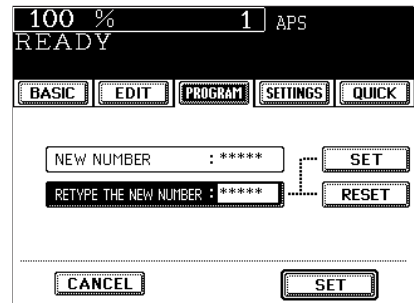 100 % 1 APS
READY
BASIC EDIT PROGRAM SETTINGS QUICK
NEW NUMBER : ***** SET
RETYPE THE NEW NUMBER : ***** RESET
CANCEL SET